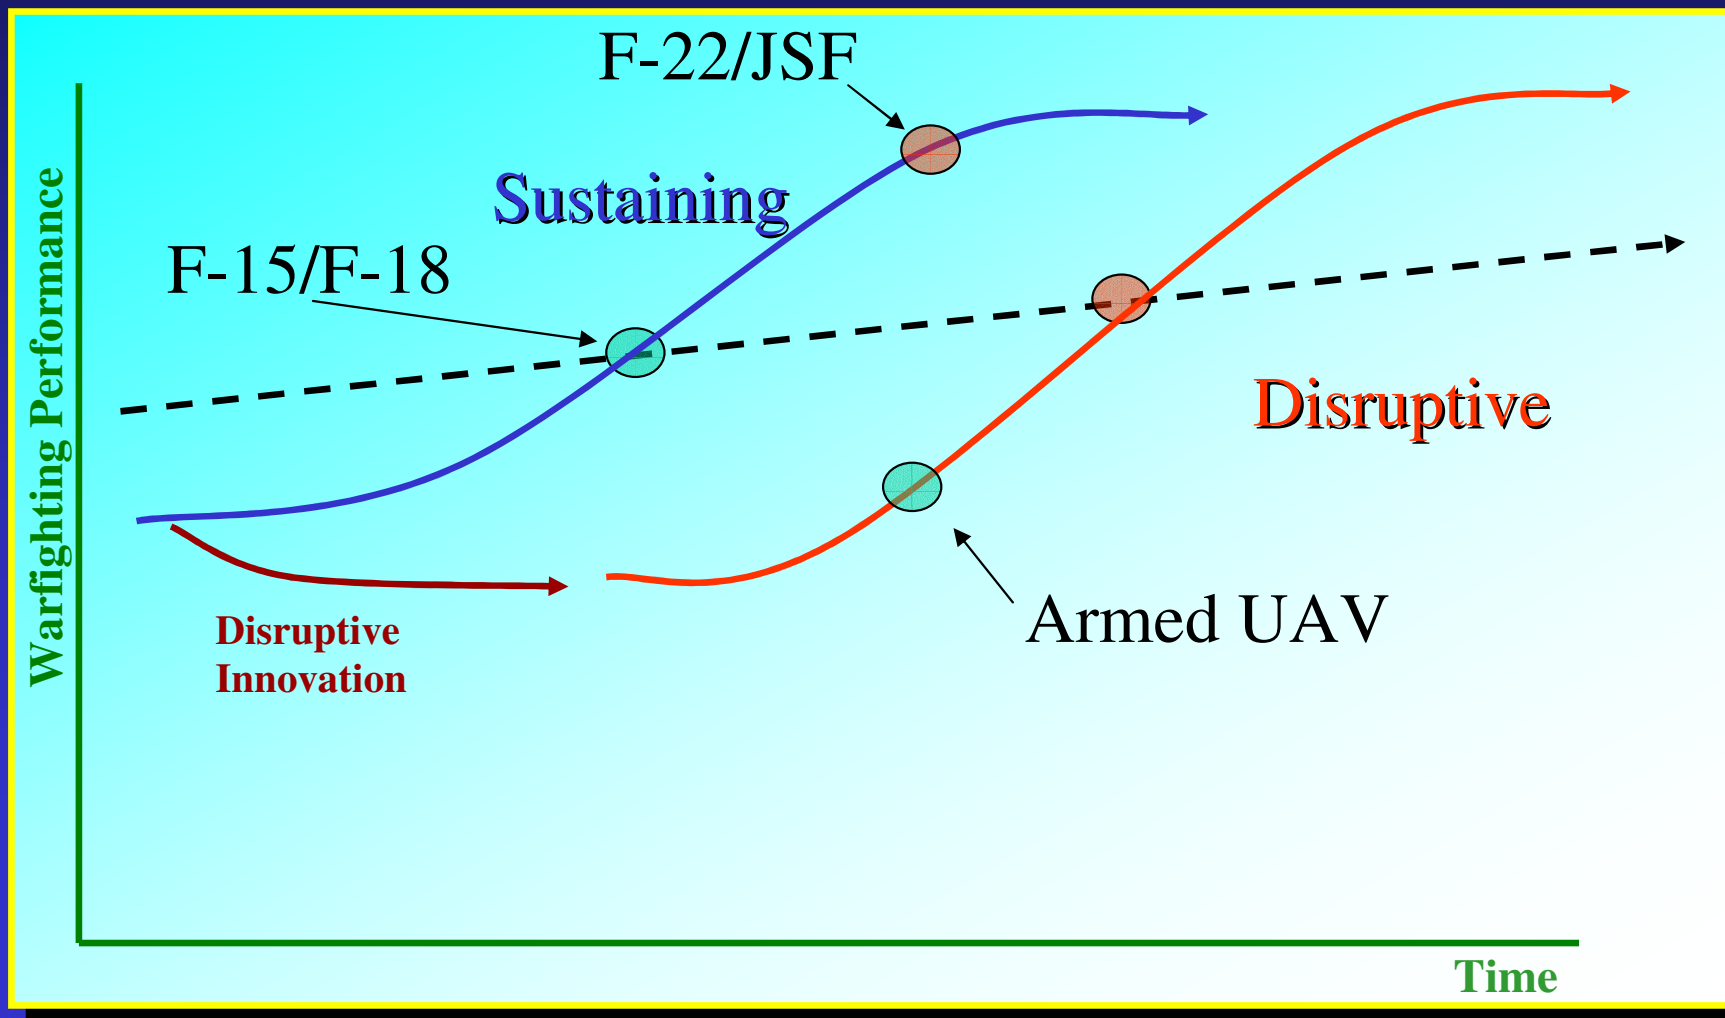 F-22/JSF
Sustaining
F-15/F-18
Warfighting Performance
Disruptive
Armed UAV
Disruptive
Innovation
Time